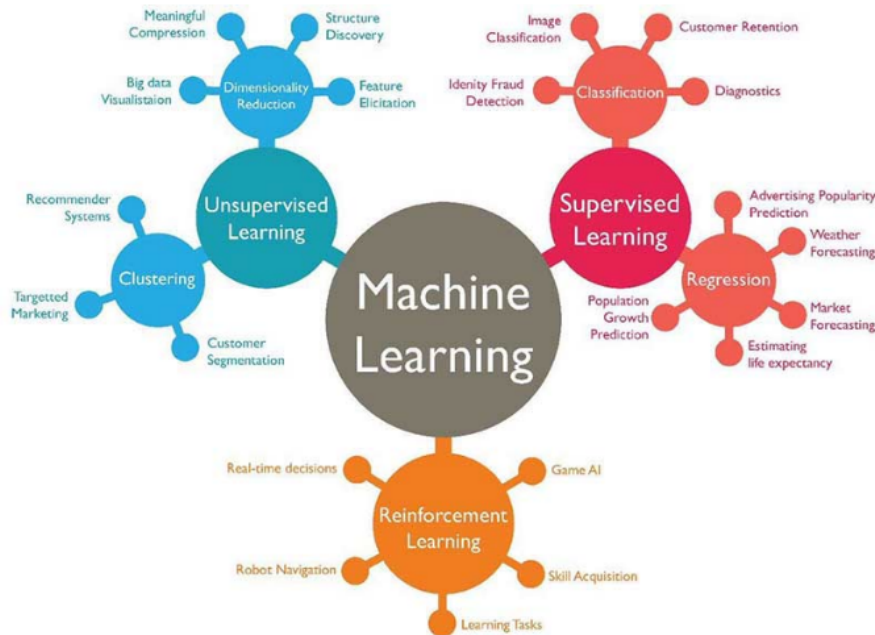 Meaningful
Compression
Structure
Discovery
Big data
Visualistaion
Dimensionality
Reduction
Feature
Elicitation
Image
Classification
Customer Retention
Idenity Fraud
Detection
Classification
Diagnostics
Recommender
Systems
Unsupervised
Learning
Clustering
Targetted
Marketing
Customer
Segmentation
Machine
Learning
Supervised
Learning
Advertising Popularity
Prediction
Weather
Forecasting
Regression
Population
Growth
Prediction
Market
Forecasting
Estimating
life expectancy
Real-time decisions
Game AI
Reinforcement
Learning
Robot Navigation
Skill Acquisition
Learning Tasks